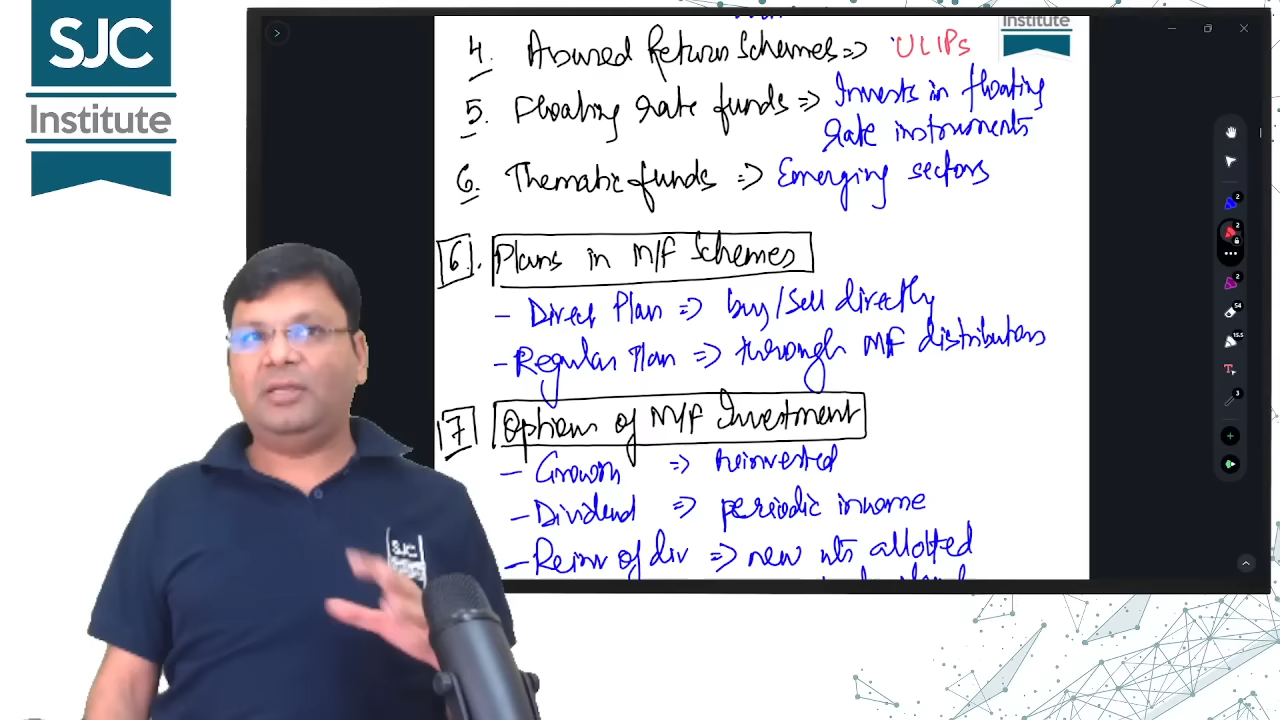 SJC
Institute
Institute
4. Assured Return Schemes => ULIPs
5. Floating rate funds => Invests in floating
rate instruments
6. Thematic funds => Emerging sectors
6. Plans in M/F Schemes
- Direct Plan => buy/sell directly
- Regular Plan => through MF distributors
7 Options of M/F Investment
- Growth => reinvested
- Dividend => periodic income
- Reinv of div => new uts allotted
SJC